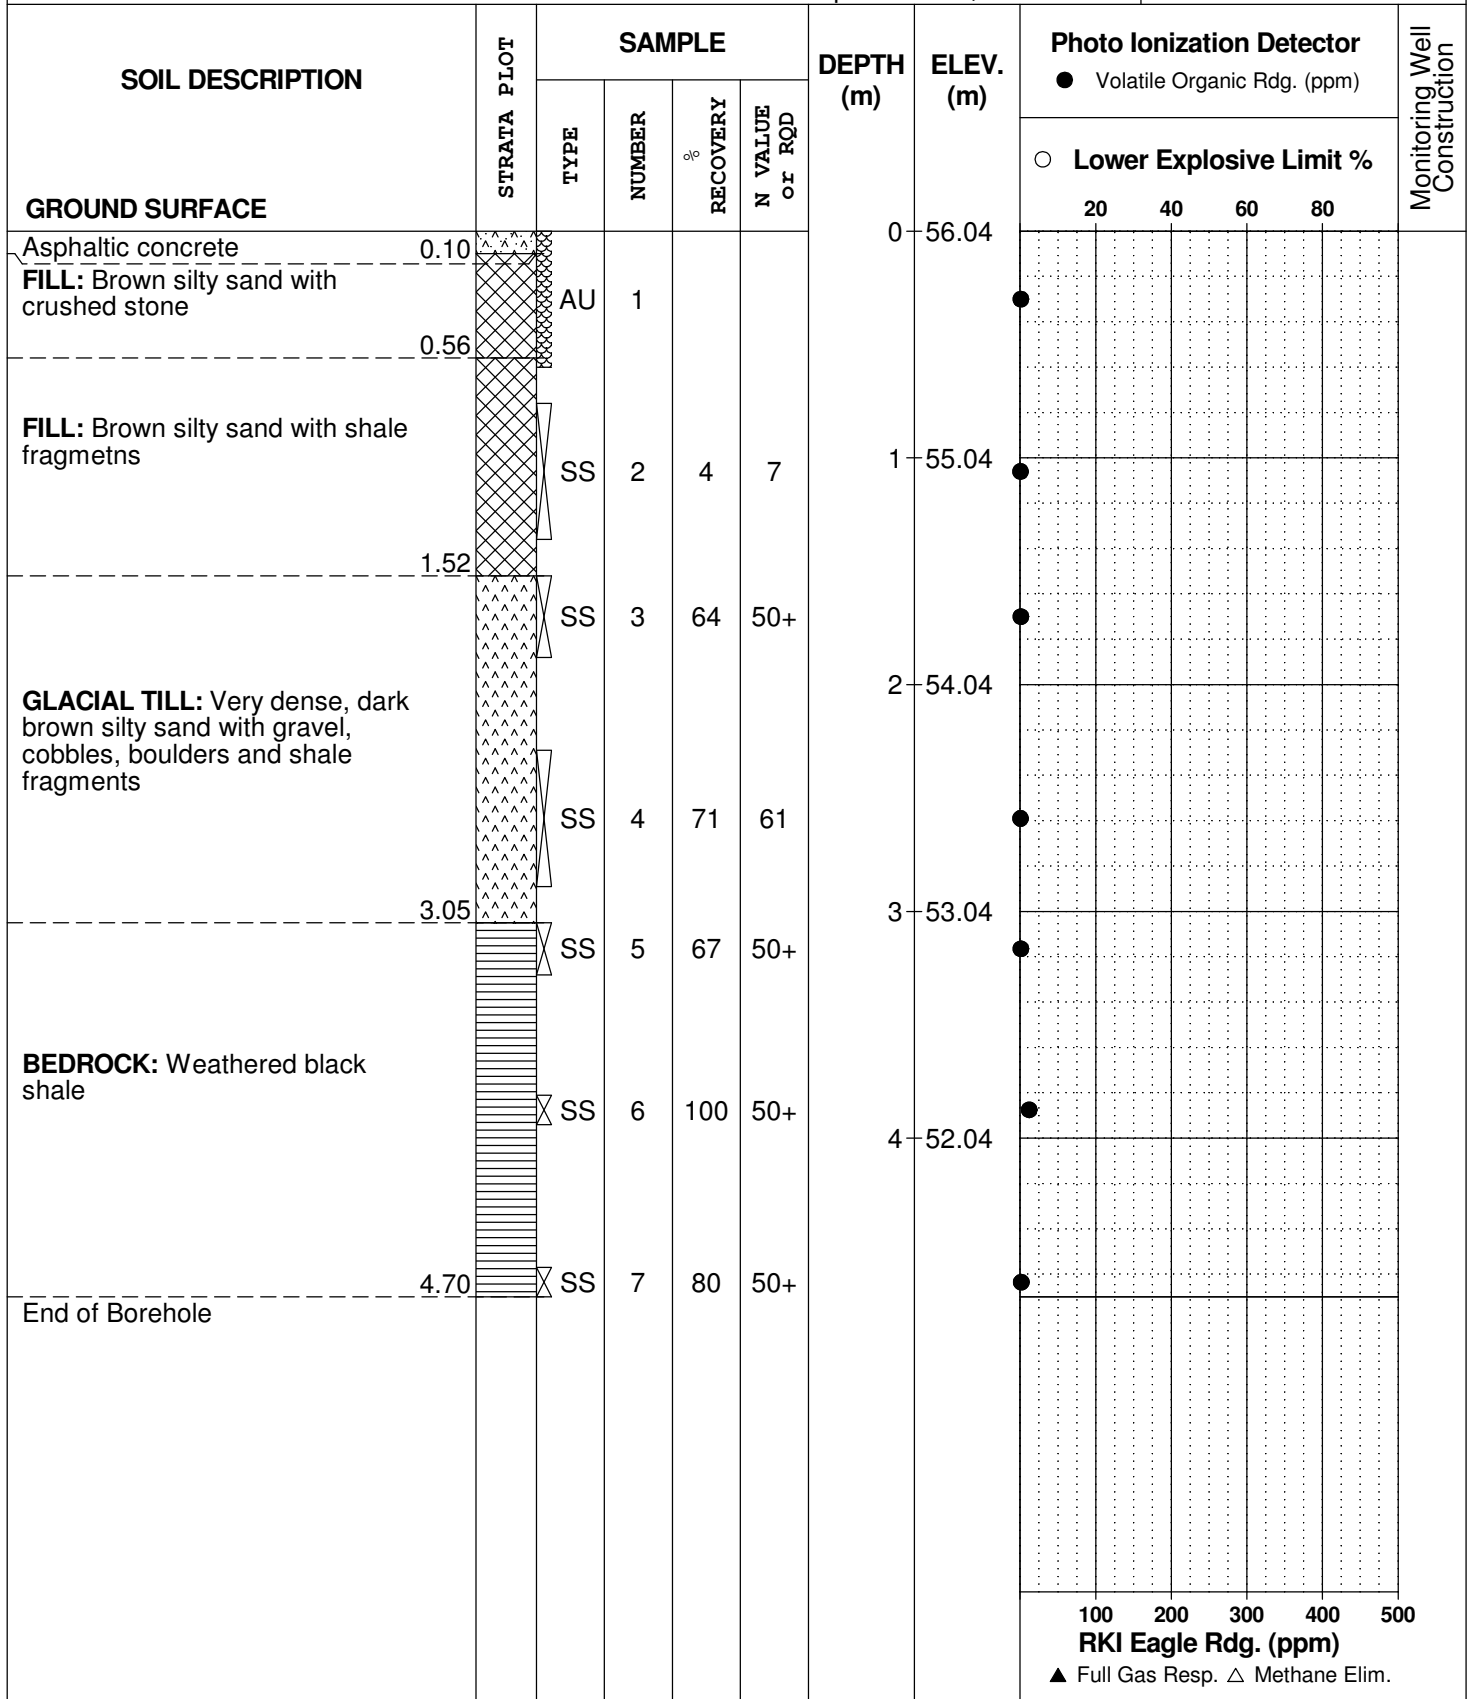 SOIL DESCRIPTION
GROUND SURFACE
STRATA PLOT
SAMPLE
TYPE
NUMBER
%
RECOVERY
N VALUE
or RQD
DEPTH
(m)
ELEV.
(m)
Photo Ionization Detector
● Volatile Organic Rdg. (ppm)
○ Lower Explosive Limit %
20 40 60 80
Monitoring Well
Construction
0 56.04
Asphaltic concrete 0.10
FILL: Brown silty sand with
crushed stone
AU 1
0.56
FILL: Brown silty sand with shale
fragmetns
1 55.04
SS 2 4 7
1.52
SS 3 64 50+
2 54.04
GLACIAL TILL: Very dense, dark
brown silty sand with gravel,
cobbles, boulders and shale
fragments
SS 4 71 61
3.05
3 53.04
SS 5 67 50+
BEDROCK: Weathered black
shale
SS 6 100 50+
4 52.04
4.70
SS 7 80 50+
End of Borehole
100 200 300 400 500
RKI Eagle Rdg. (ppm)
▲ Full Gas Resp. △ Methane Elim.